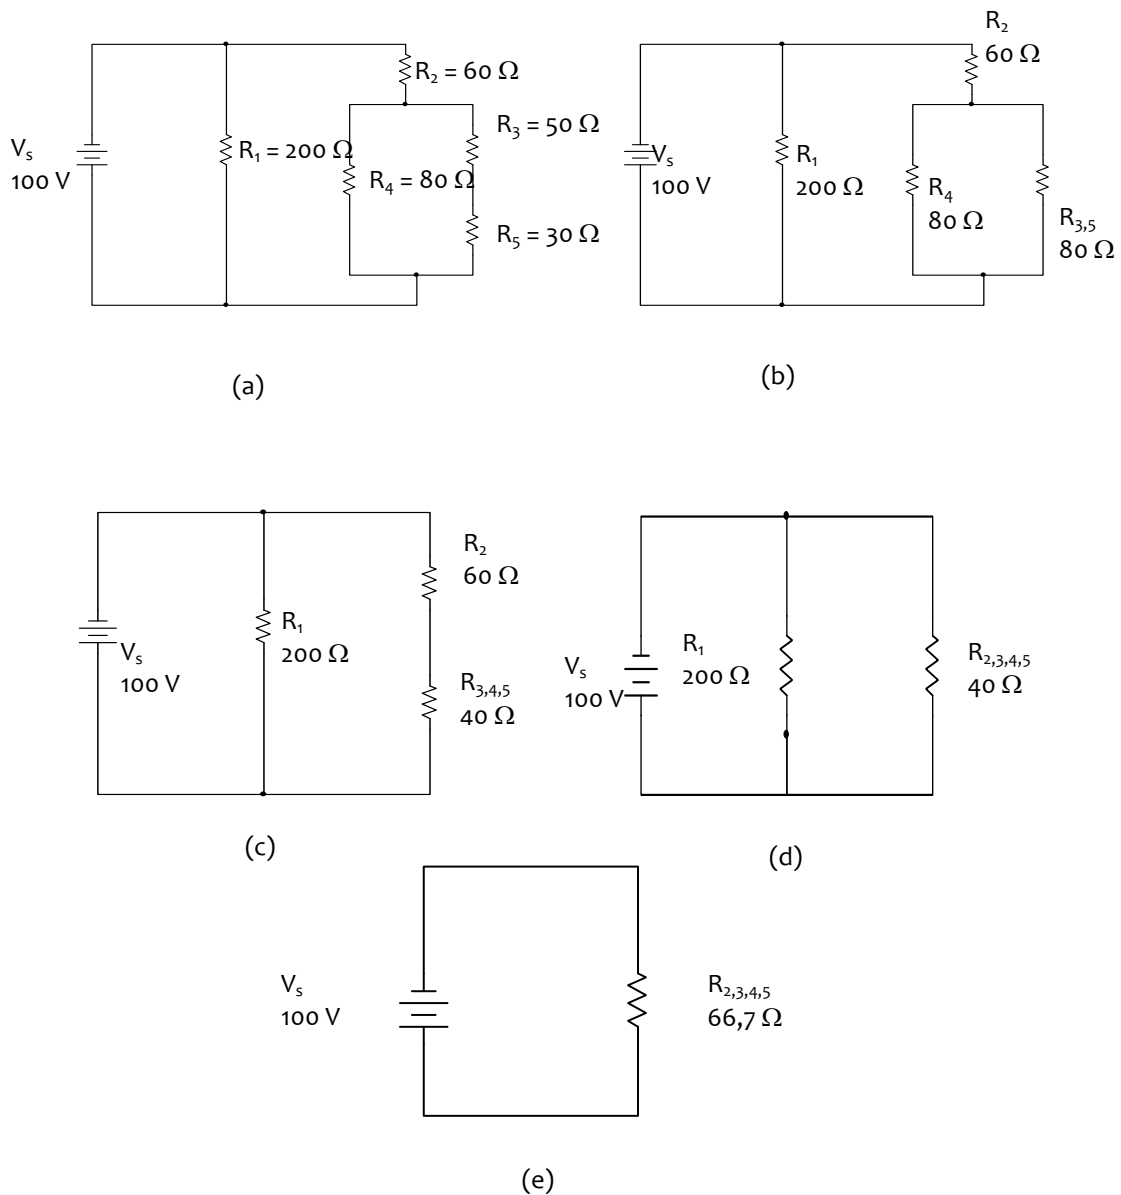 R₂ = 60 Ω
R₃ = 50 Ω
Vₛ
100 V
R₁ = 200 Ω
R₄ = 80 Ω
R₅ = 30 Ω
(a)
R₂
60 Ω
Vₛ
100 V
R₁
200 Ω
R₄
80 Ω
R₃,₅
80 Ω
(b)
R₂
60 Ω
R₁
200 Ω
Vₛ
100 V
R₃,₄,₅
40 Ω
(c)
Vₛ
100 V
R₁
200 Ω
R₂,₃,₄,₅
40 Ω
(d)
Vₛ
100 V
R₂,₃,₄,₅
66,7 Ω
(e)